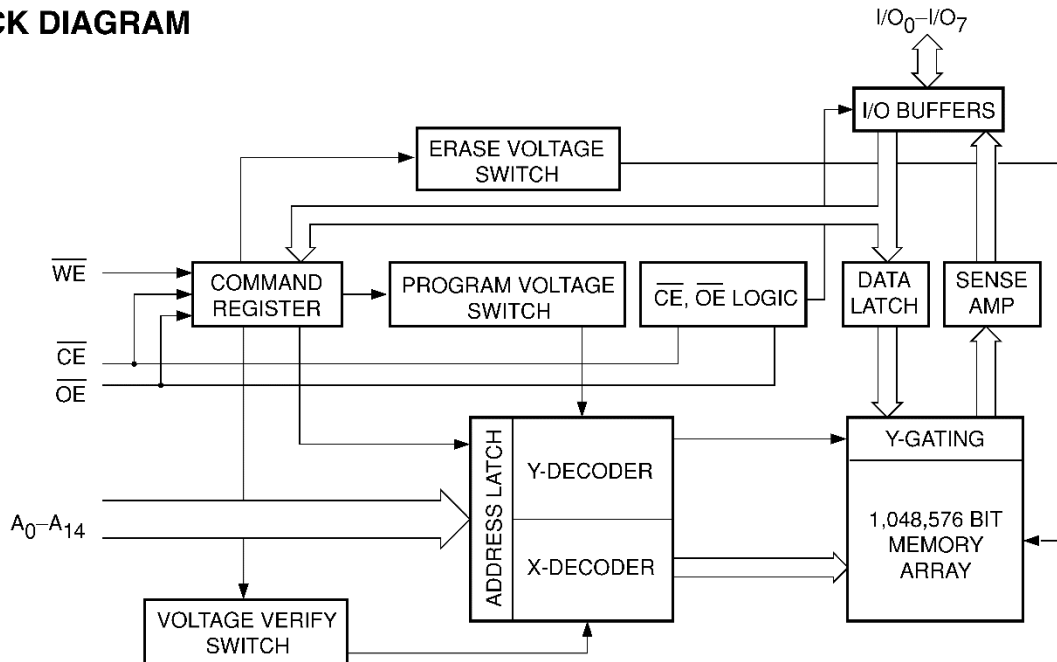 CK DIAGRAM
I/O0–I/O7
I/O BUFFERS
ERASE VOLTAGE
SWITCH
WE
CE
OE
COMMAND
REGISTER
PROGRAM VOLTAGE
SWITCH
CE, OE LOGIC
DATA
LATCH
SENSE
AMP
A0–A14
ADDRESS LATCH
Y-DECODER
X-DECODER
Y-GATING
1,048,576 BIT
MEMORY
ARRAY
VOLTAGE VERIFY
SWITCH